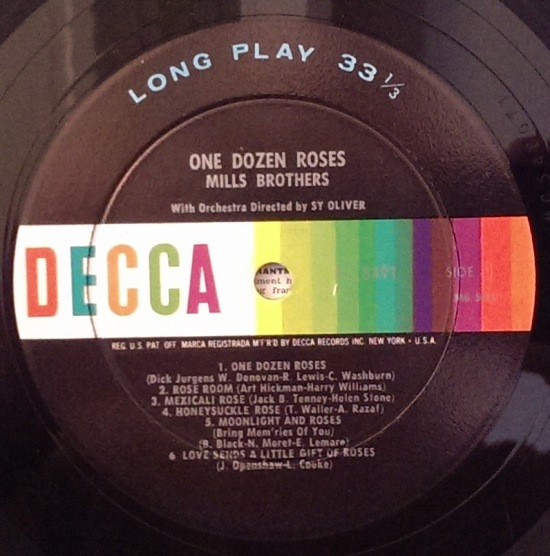 LONG PLAY 33 1/3
ONE DOZEN ROSES
MILLS BROTHERS
With Orchestra Directed by SY OLIVER
DECCA
SIDE
REG. U.S. PAT. OFF. MARCA REGISTRADA M'F'R'D BY DECCA RECORDS INC. NEW YORK • U.S.A.
1. ONE DOZEN ROSES
(Dick Jurgens W. Donovan-R. Lewis-C. Washburn)
2. ROSE ROOM (Art Hickman-Harry Williams)
3. MEXICALI ROSE (Jack B. Tenney-Helen Stone)
4. HONEYSUCKLE ROSE (T. Waller-A. Razaf)
5. MOONLIGHT AND ROSES
(Bring Mem'ries Of You)
(B. Black-N. Moret-E. Lemare)
6 LOVE SENDS A LITTLE GIFT OF ROSES
(J. Openshaw-L. Cooke)